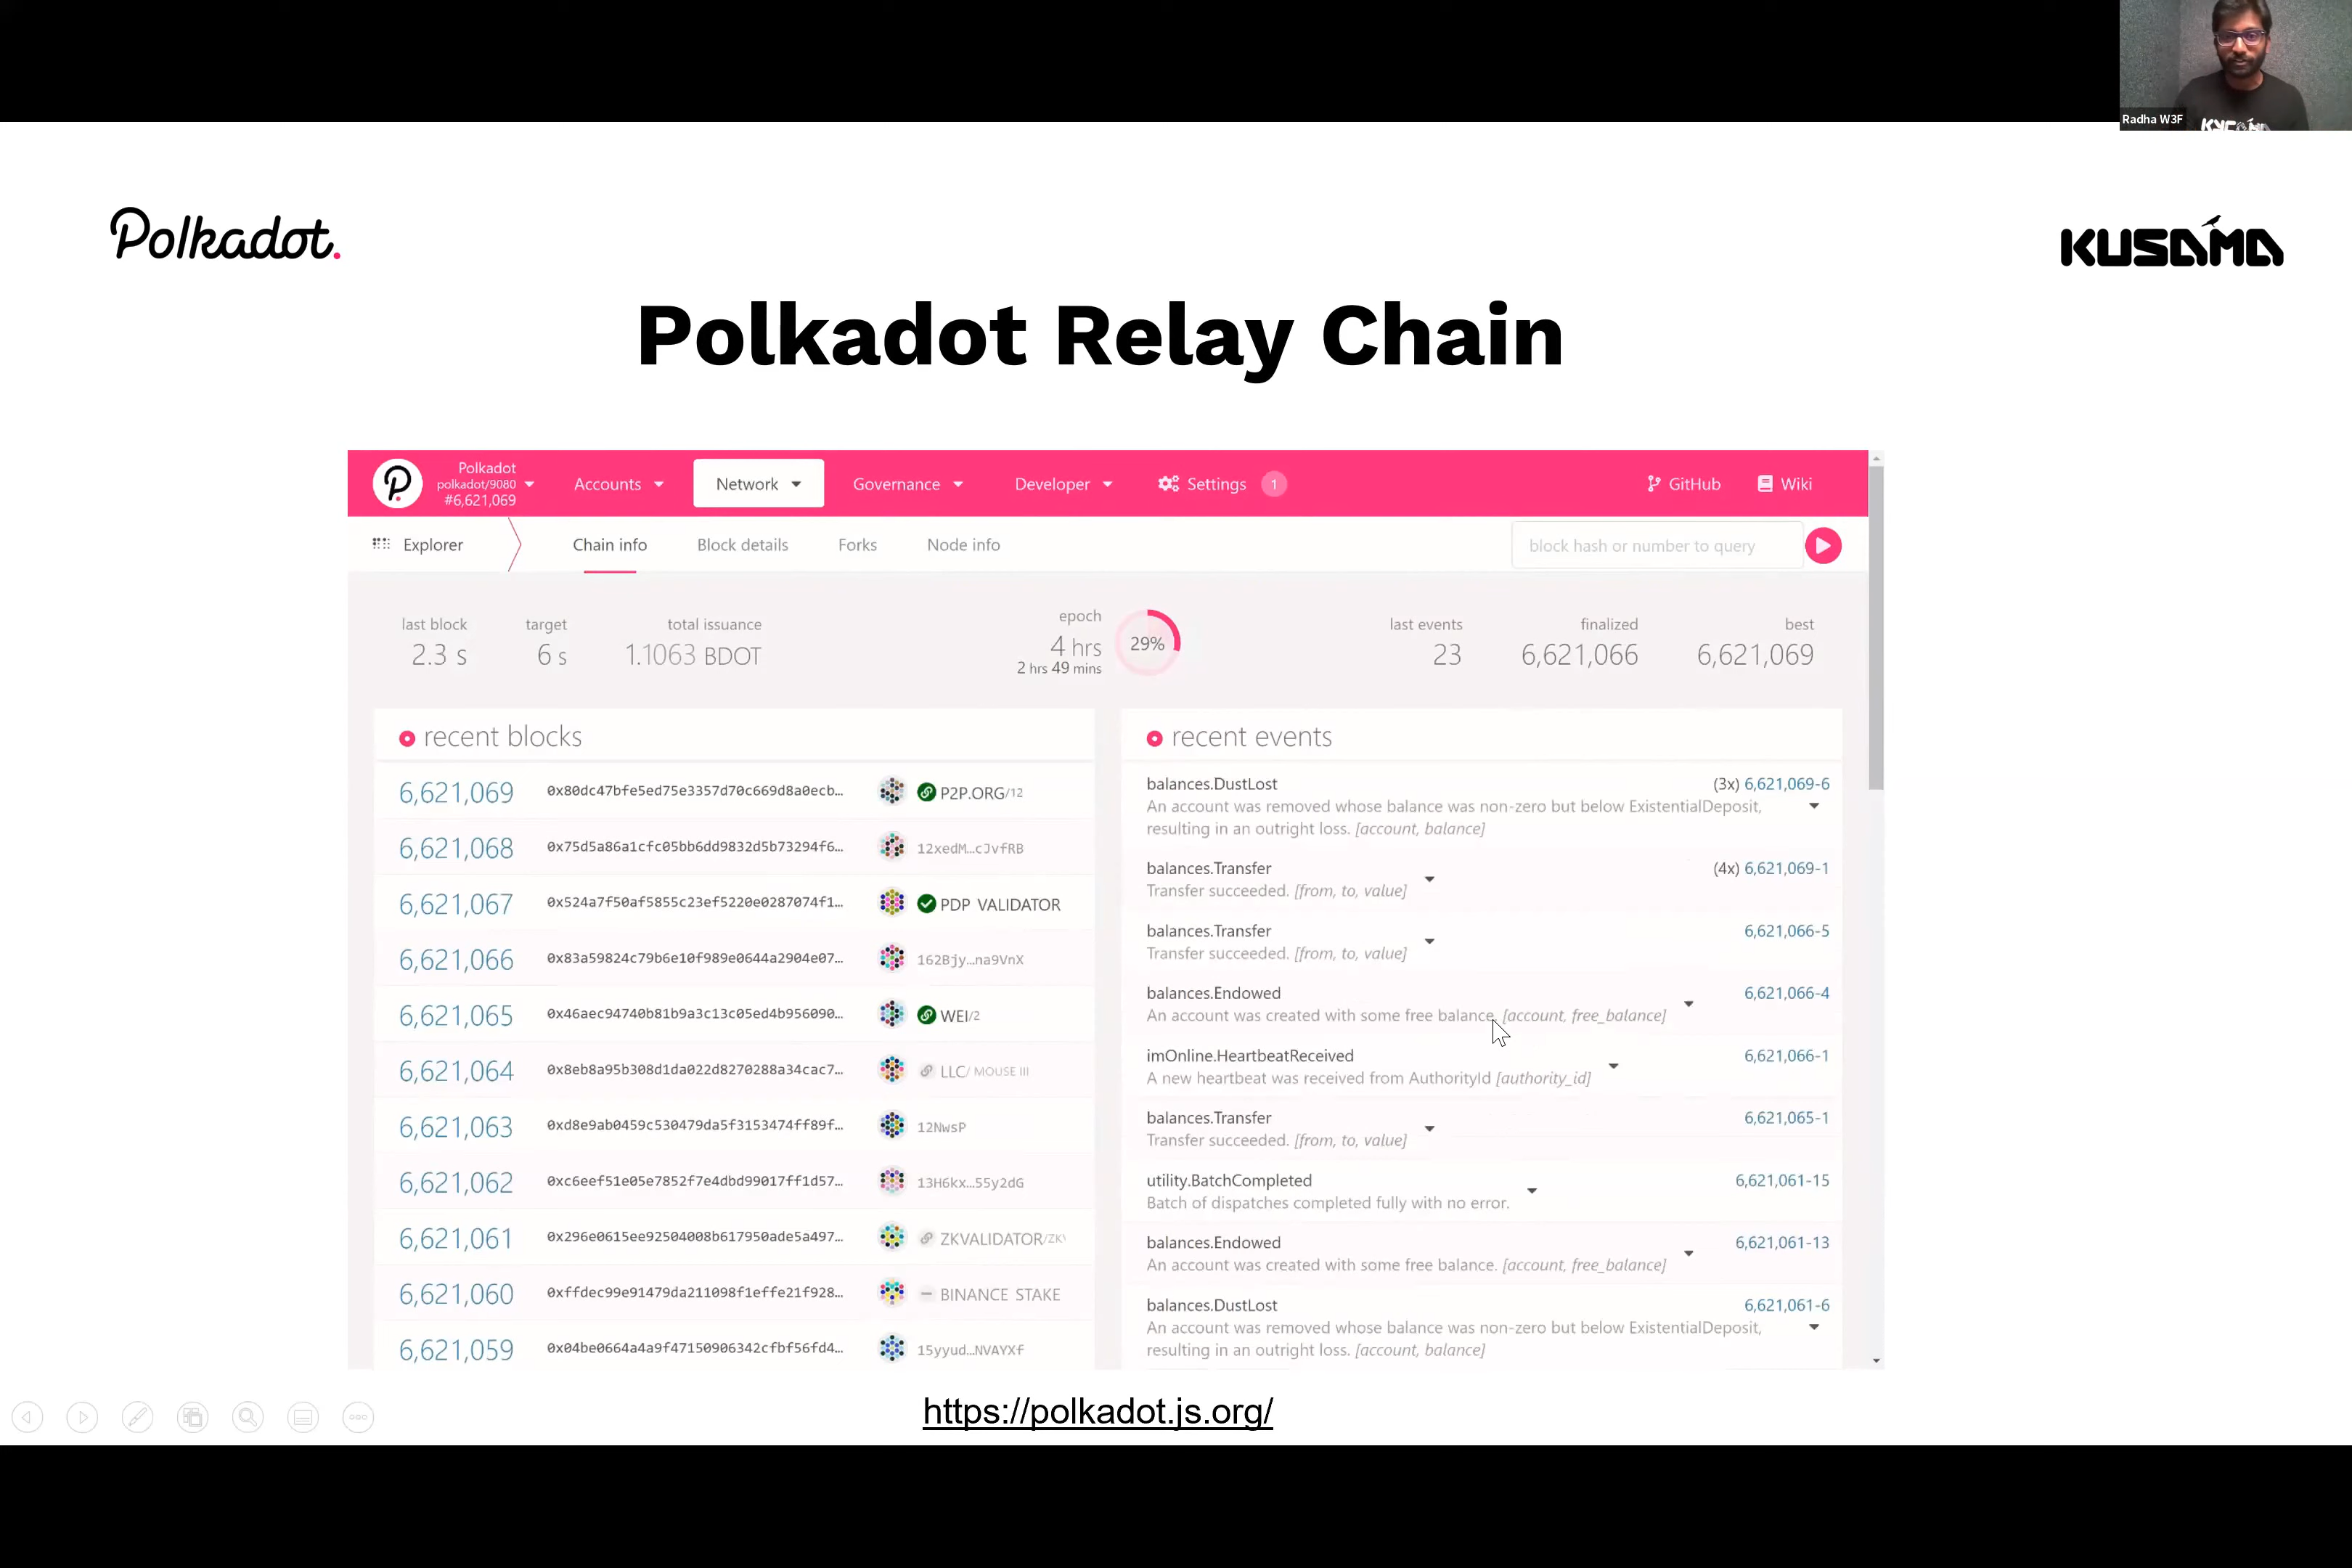 Radha W3F
Polkadot.
KUSAMA
Polkadot Relay Chain
Polkadot
polkadot/9080
#6,621,069
Accounts
Network
Governance
Developer
Settings
1
GitHub
Wiki
Explorer
Chain info
Block details
Forks
Node info
block hash or number to query
last block
2.3 s
target
6 s
total issuance
1.1063 BDOT
epoch
4 hrs
2 hrs 49 mins
29%
last events
23
finalized
6,621,066
best
6,621,069
recent blocks
6,621,069 0x80dc47bfe5ed75e3357d70c669d8a0ecb… P2P.ORG/12
6,621,068 0x75d5a86a1cfc05bb6dd9832d5b73294f6… 12xedM…cJvfRB
6,621,067 0x524a7f50af5855c23ef5220e0287074f1… PDP VALIDATOR
6,621,066 0x83a59824c79b6e10f989e0644a2904e07… 162Bjy…na9VnX
6,621,065 0x46aec94740b81b9a3c13c05ed4b956090… WEI/2
6,621,064 0x8eb8a95b308d1da022d8270288a34cac7… LLC/ MOUSE III
6,621,063 0xd8e9ab0459c530479da5f3153474ff89f… 12NwsP
6,621,062 0xc6eef51e05e7852f7e4dbd99017ff1d57… 13H6kx…55y2dG
6,621,061 0x296e0615ee92504008b617950ade5a497… ZKVALIDATOR/ZKV
6,621,060 0xffdec99e91479da211098f1effe21f928… BINANCE STAKE
6,621,059 0x04be0664a4a9f47150906342cfbf56fd4… 15yyud…NVAYXf
recent events
balances.DustLost (3x) 6,621,069-6
An account was removed whose balance was non-zero but below ExistentialDeposit,
resulting in an outright loss. [account, balance]
balances.Transfer (4x) 6,621,069-1
Transfer succeeded. [from, to, value]
balances.Transfer 6,621,066-5
Transfer succeeded. [from, to, value]
balances.Endowed 6,621,066-4
An account was created with some free balance. [account, free_balance]
imOnline.HeartbeatReceived 6,621,066-1
A new heartbeat was received from AuthorityId [authority_id]
balances.Transfer 6,621,065-1
Transfer succeeded. [from, to, value]
utility.BatchCompleted 6,621,061-15
Batch of dispatches completed fully with no error.
balances.Endowed 6,621,061-13
An account was created with some free balance. [account, free_balance]
balances.DustLost 6,621,061-6
An account was removed whose balance was non-zero but below ExistentialDeposit,
resulting in an outright loss. [account, balance]
https://polkadot.js.org/